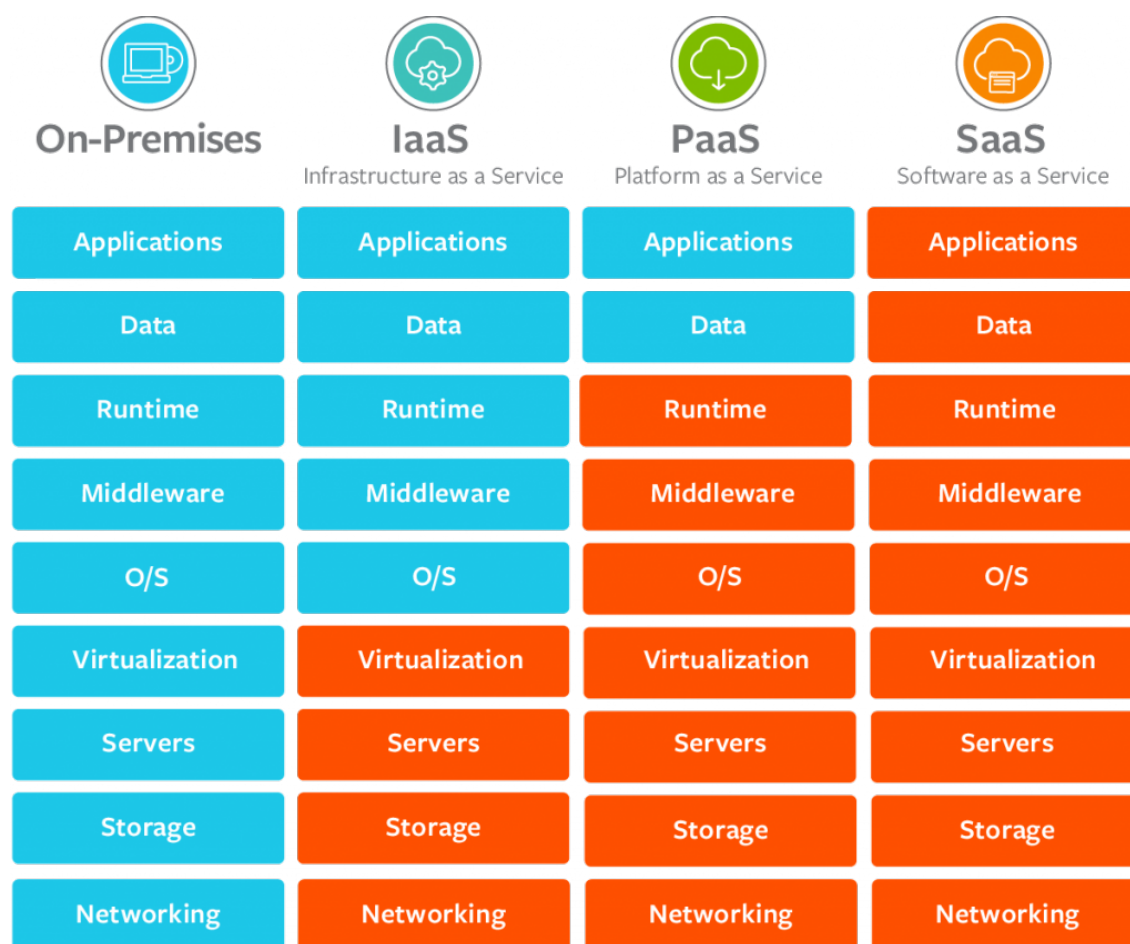 On-Premises IaaS PaaS SaaS
Infrastructure as a Service Platform as a Service Software as a Service
Applications Applications Applications Applications
Data Data Data Data
Runtime Runtime Runtime Runtime
Middleware Middleware Middleware Middleware
O/S O/S O/S O/S
Virtualization Virtualization Virtualization Virtualization
Servers Servers Servers Servers
Storage Storage Storage Storage
Networking Networking Networking Networking